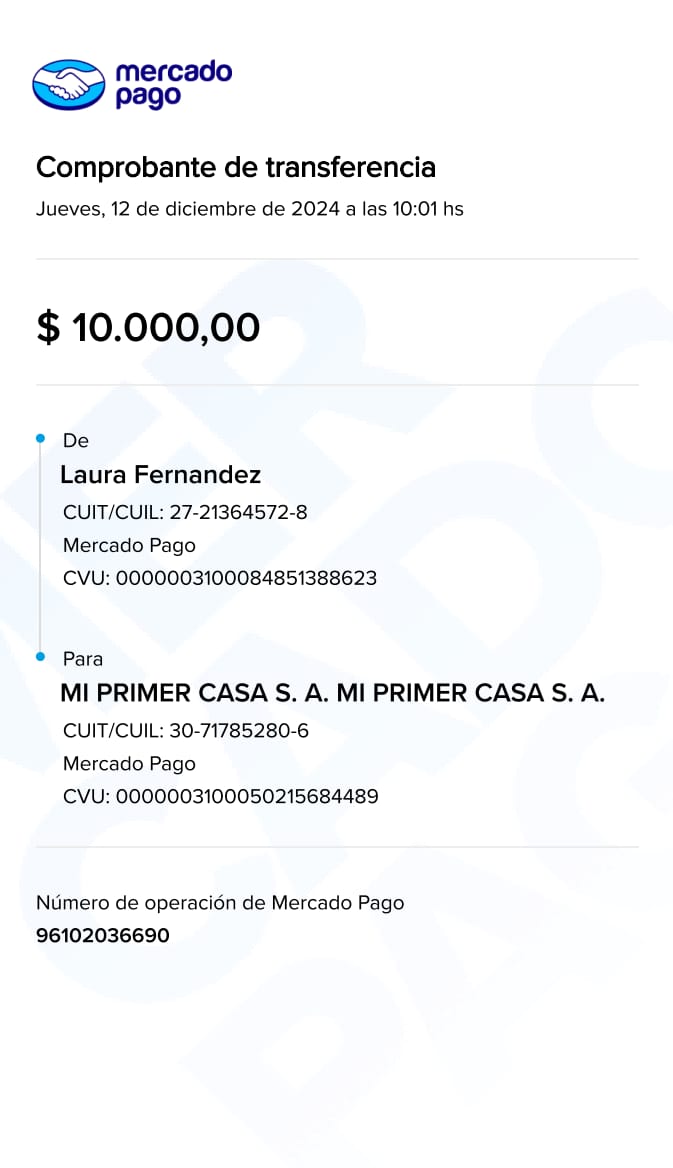 mercado
pago
Comprobante de transferencia
Jueves, 12 de diciembre de 2024 a las 10:01 hs
$ 10.000,00
De
Laura Fernandez
CUIT/CUIL: 27-21364572-8
Mercado Pago
CVU: 0000003100084851388623
Para
MI PRIMER CASA S. A. MI PRIMER CASA S. A.
CUIT/CUIL: 30-71785280-6
Mercado Pago
CVU: 0000003100050215684489
Número de operación de Mercado Pago
96102036690
MERCADO
PAGO